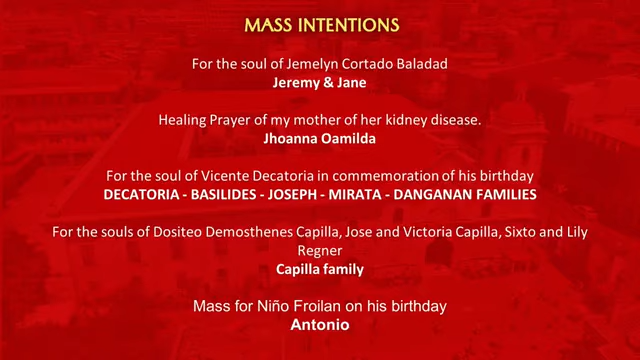 MASS INTENTIONS
For the soul of Jemelyn Cortado Baladad
Jeremy & Jane
Healing Prayer of my mother of her kidney disease.
Jhoanna Oamilda
For the soul of Vicente Decatoria in commemoration of his birthday
DECATORIA - BASILIDES - JOSEPH - MIRATA - DANGANAN FAMILIES
For the souls of Dositeo Demosthenes Capilla, Jose and Victoria Capilla, Sixto and Lily
Regner
Capilla family
Mass for Niño Froilan on his birthday
Antonio